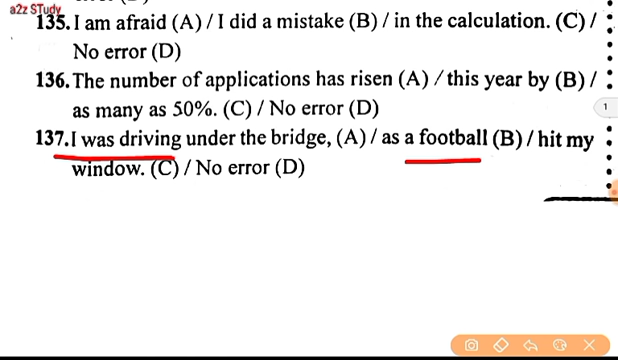 a2z STudy
135. I am afraid (A) / I did a mistake (B) / in the calculation. (C) /
No error (D)
136. The number of applications has risen (A) / this year by (B) /
as many as 50%. (C) / No error (D)
1
137. I was driving under the bridge, (A) / as a football (B) / hit my
window. (C) / No error (D)